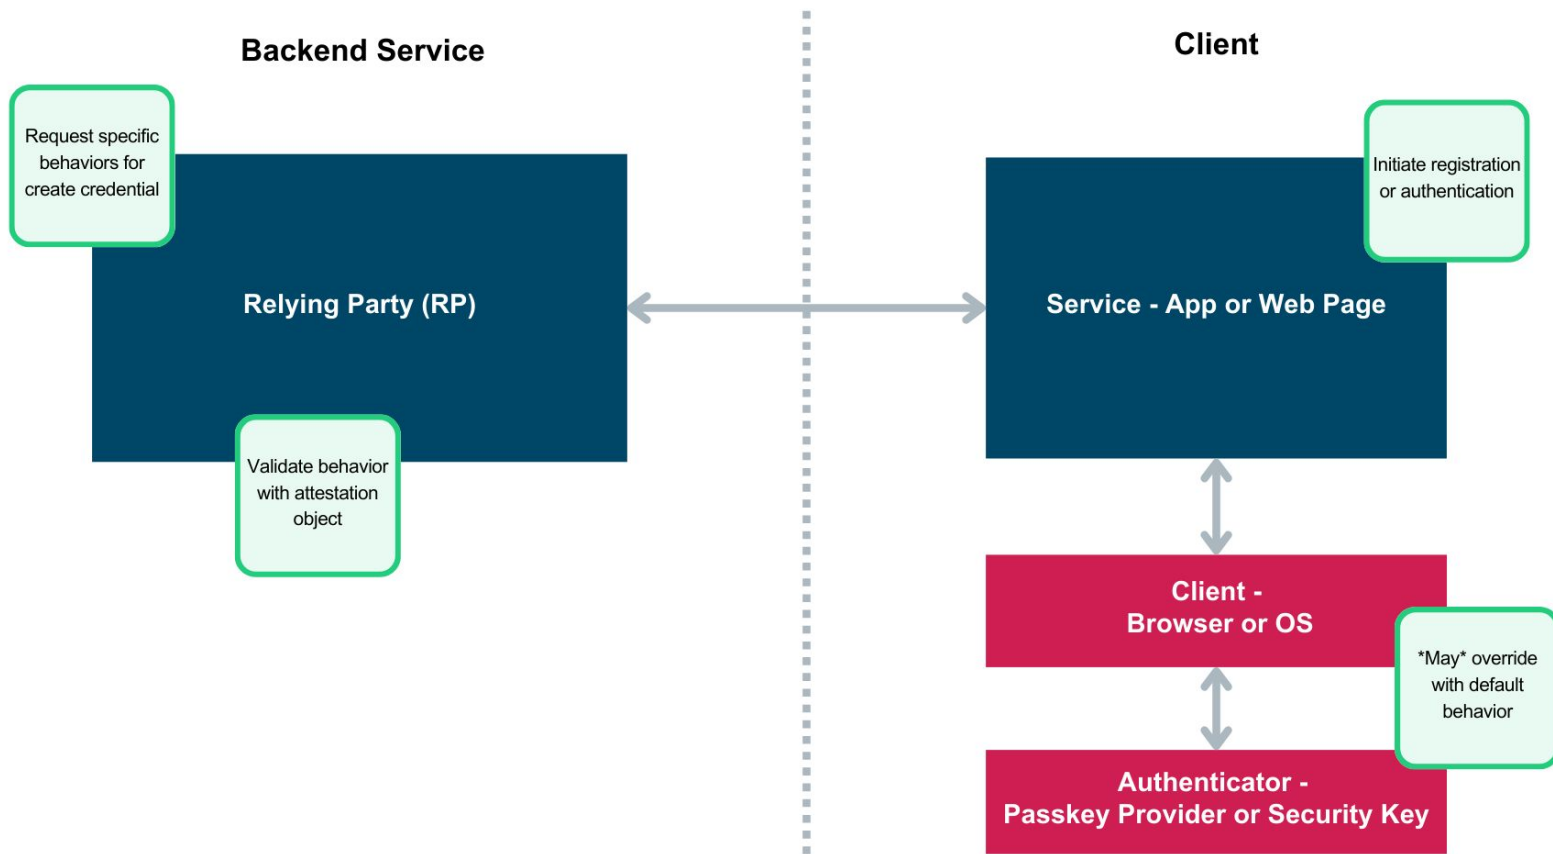 Backend Service
Client
Request specific
behaviors for
create credential
Relying Party (RP)
Validate behavior
with attestation
object
Initiate registration
or authentication
Service - App or Web Page
Client -
Browser or OS
*May* override
with default
behavior
Authenticator -
Passkey Provider or Security Key